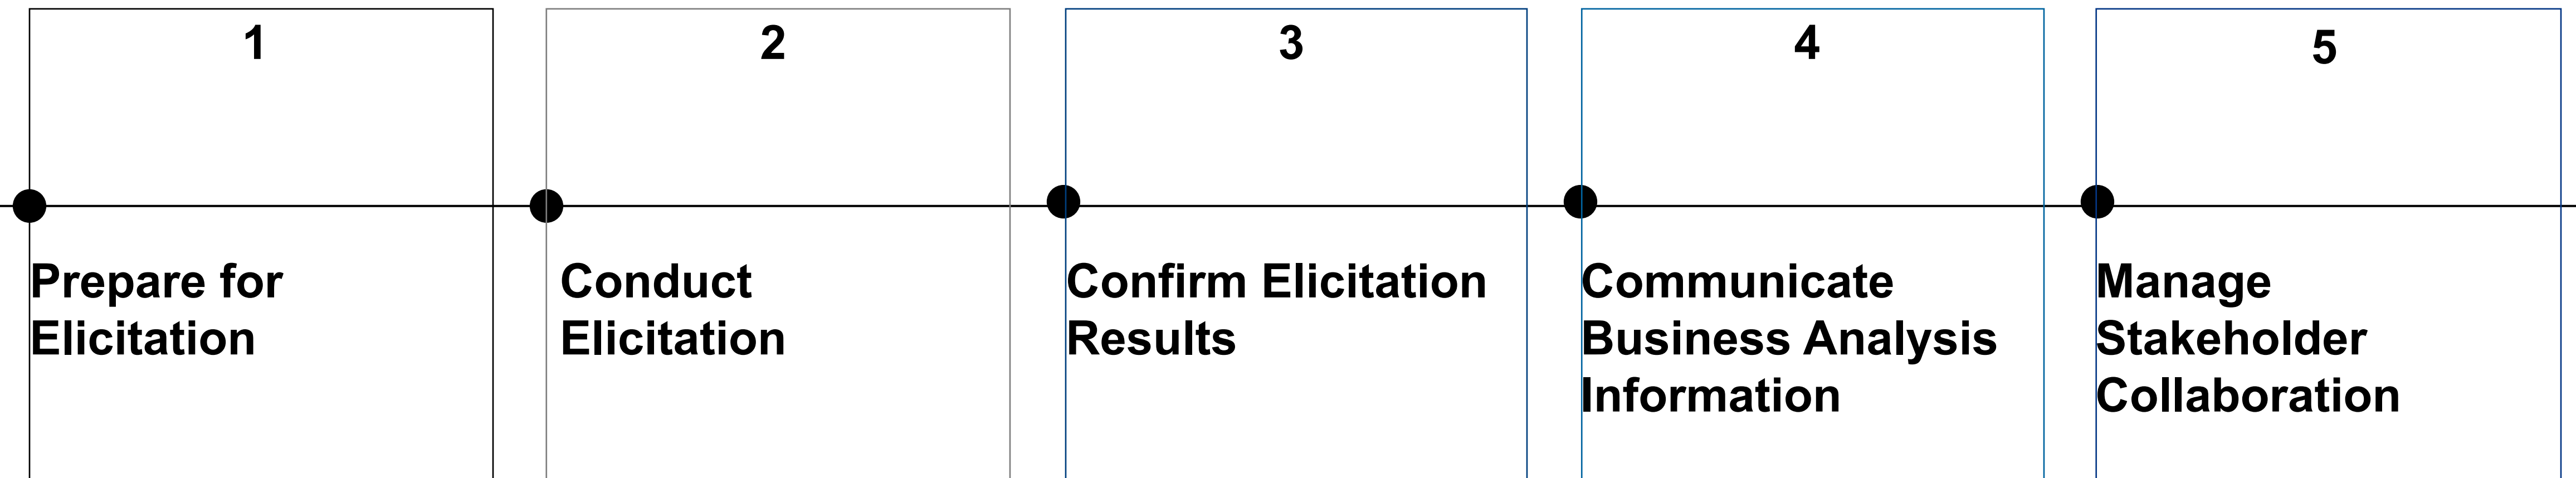 1
Prepare for
Elicitation
2
Conduct
Elicitation
3
Confirm Elicitation
Results
4
Communicate
Business Analysis
Information
5
Manage
Stakeholder
Collaboration